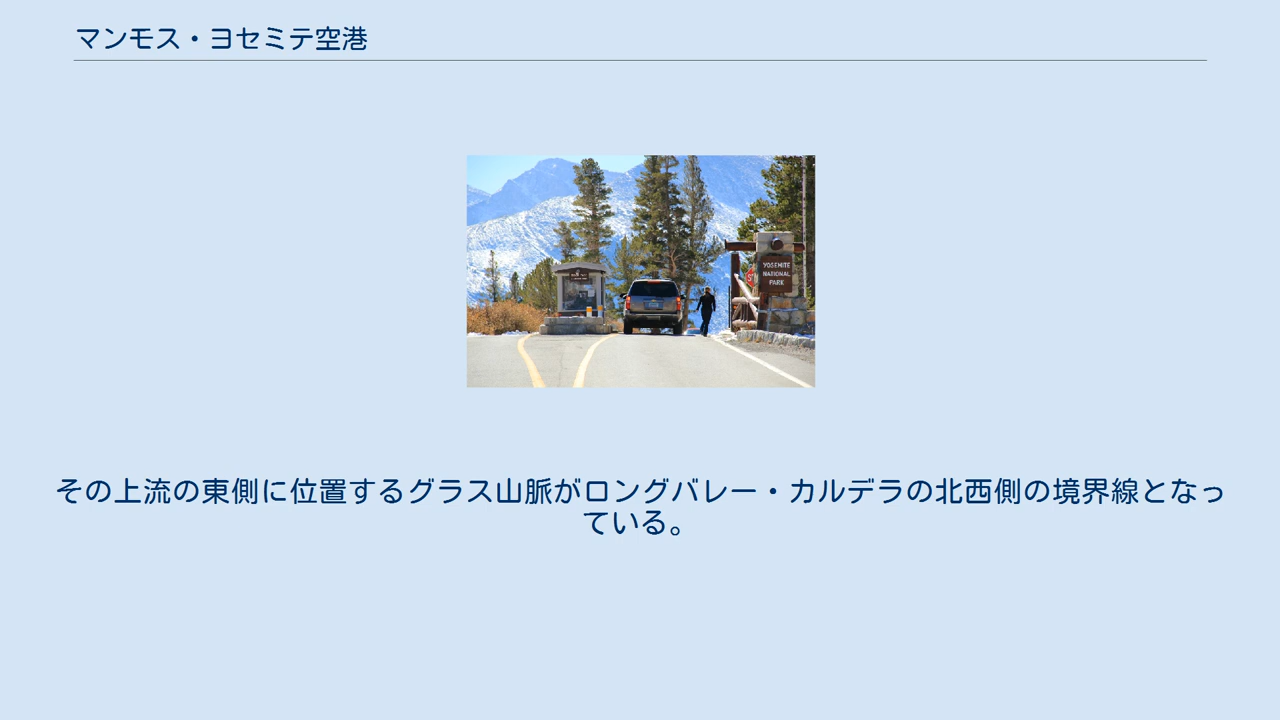 マンモス・ヨセミテ空港
YOSEMITE
NATIONAL
PARK
その上流の東側に位置するグラス山脈がロングバレー・カルデラの北西側の境界線となっ
ている。